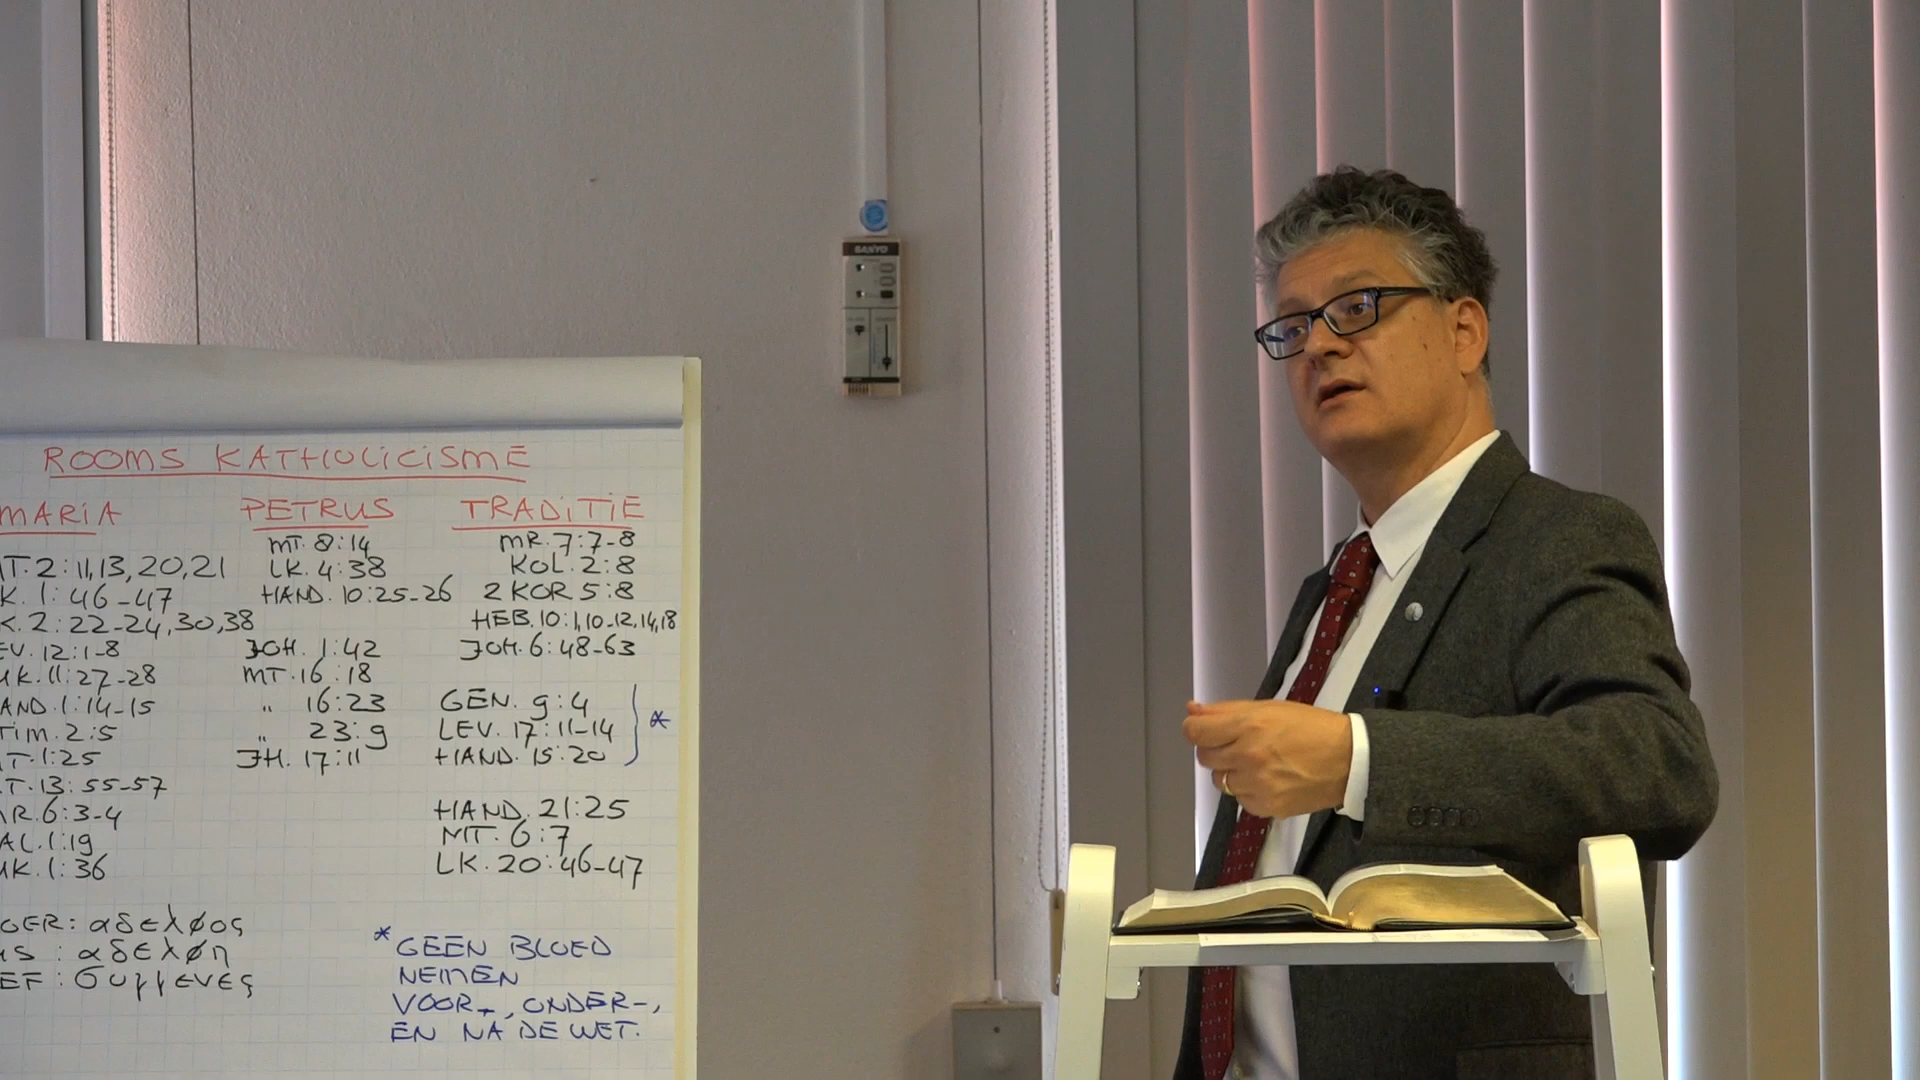 SANYO
ROOMS KATHOLICISME
MARIA
T. 2:11,13,20,21
K. 1:46-47
K. 2:22-24,30,38
EV. 12:1-8
UK. 11:27-28
AND. 1:14-15
TIM. 2:5
T. 1:25
T. 13:55-57
R. 6:3-4
AL. 1:19
UK. 1:36
OER: αδελφος
US : αδελφη
EF : συγγενες
PETRUS
MT. 8:14
LK. 4:38
HAND. 10:25-26
JOH. 1:42
MT. 16:18
" 16:23
" 23:9
JH. 17:11
TRADITIE
MR. 7:7-8
KOL. 2:8
2 KOR 5:8
HEB. 10:1,10-12,14,18
JOH. 6:48-63
GEN. 9:4
LEV. 17:11-14 *
HAND. 15:20
HAND. 21:25
MT. 6:7
LK. 20:46-47
* GEEN BLOED
NEMEN
VOOR-, ONDER-,
EN NA DE WET.